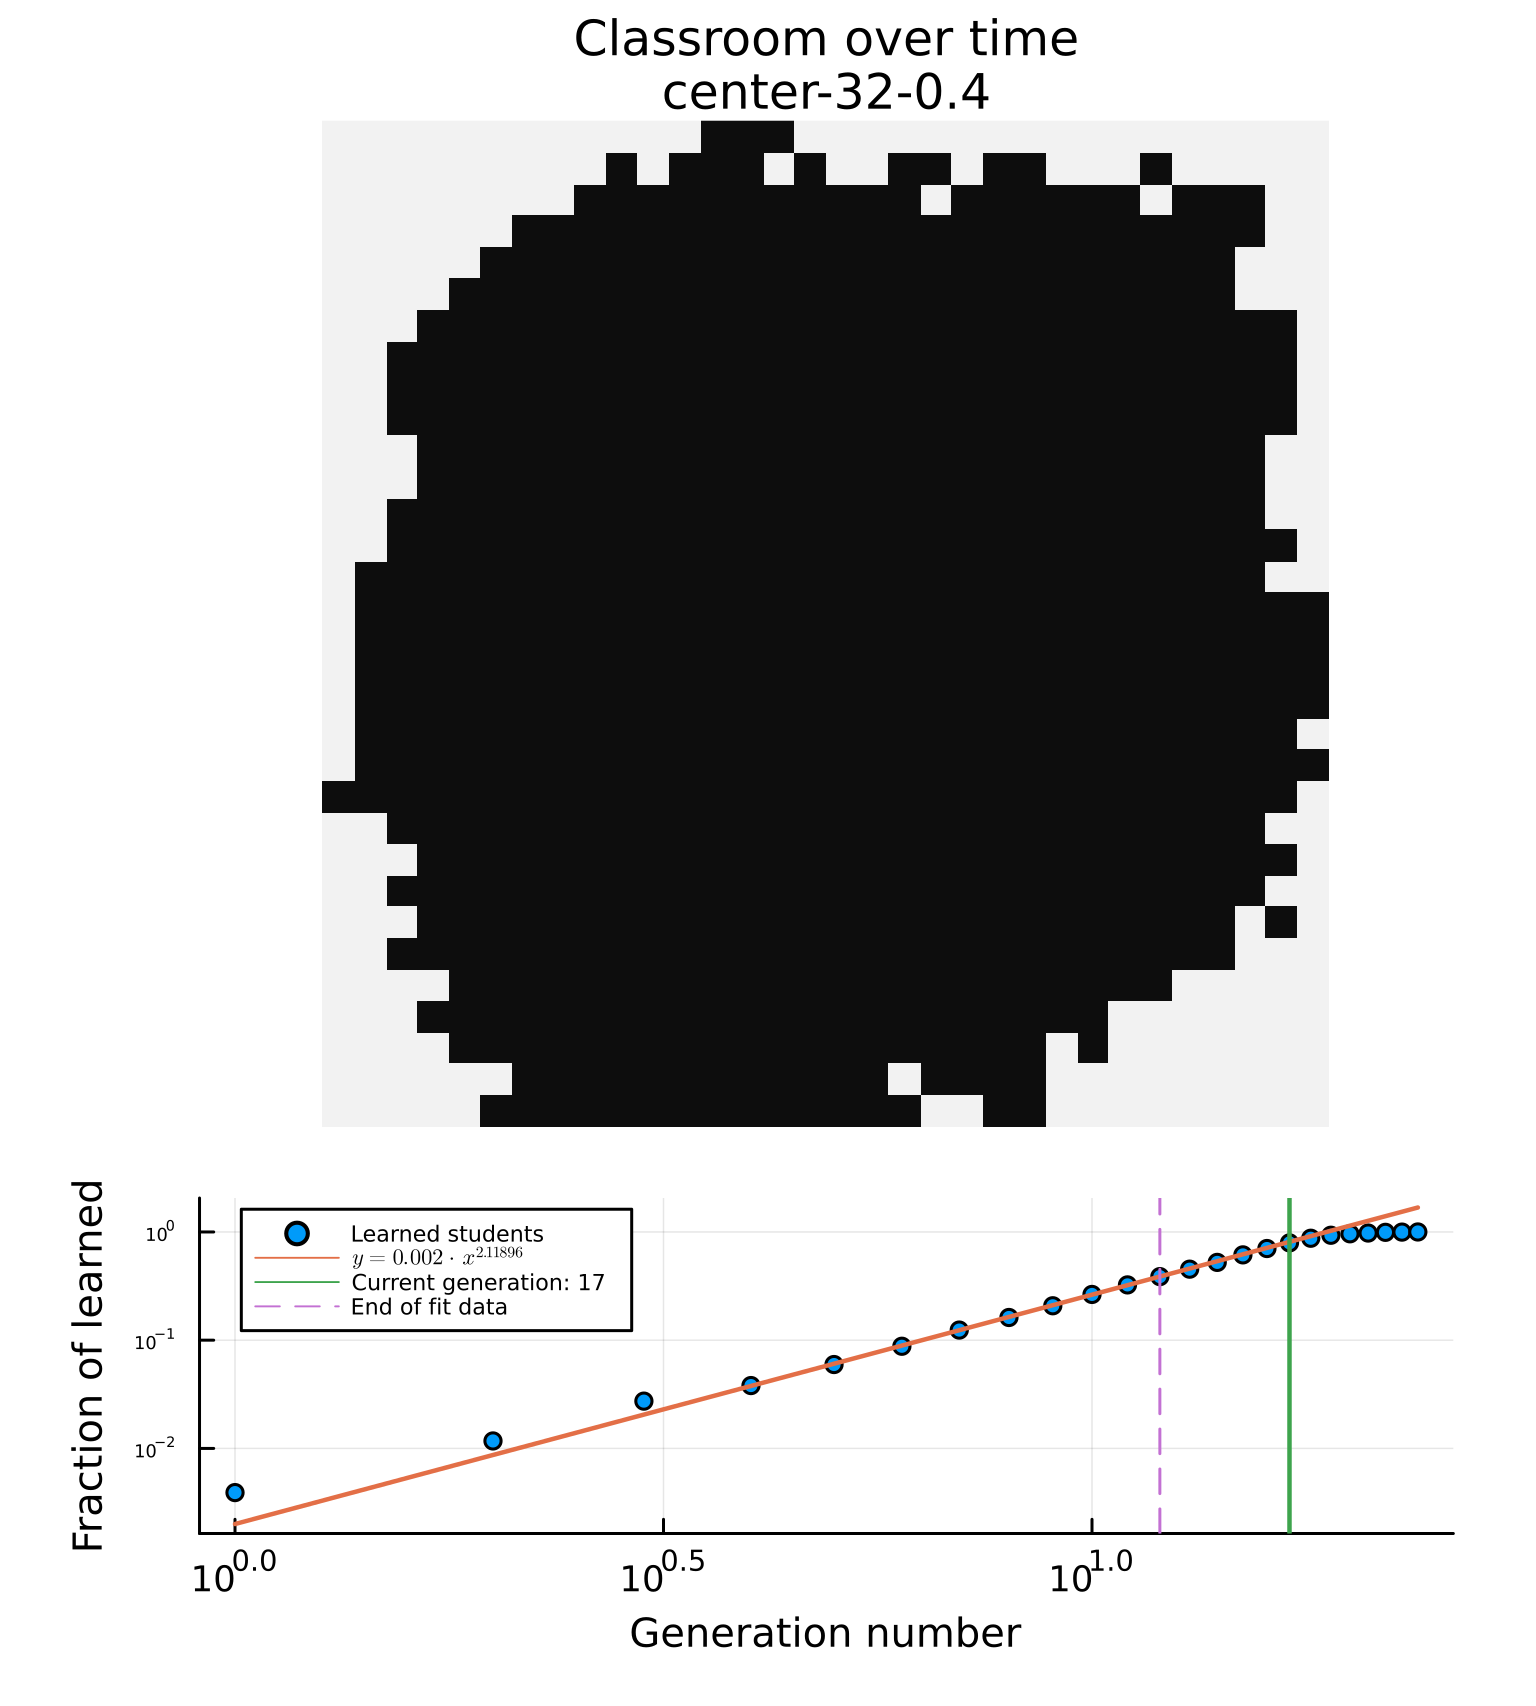 Classroom over time
center-32-0.4
Fraction of learned
10^0
10^-1
10^-2
Learned students
y = 0.002 · x^2.11896
Current generation: 17
End of fit data
10^0.0 10^0.5 10^1.0
Generation number